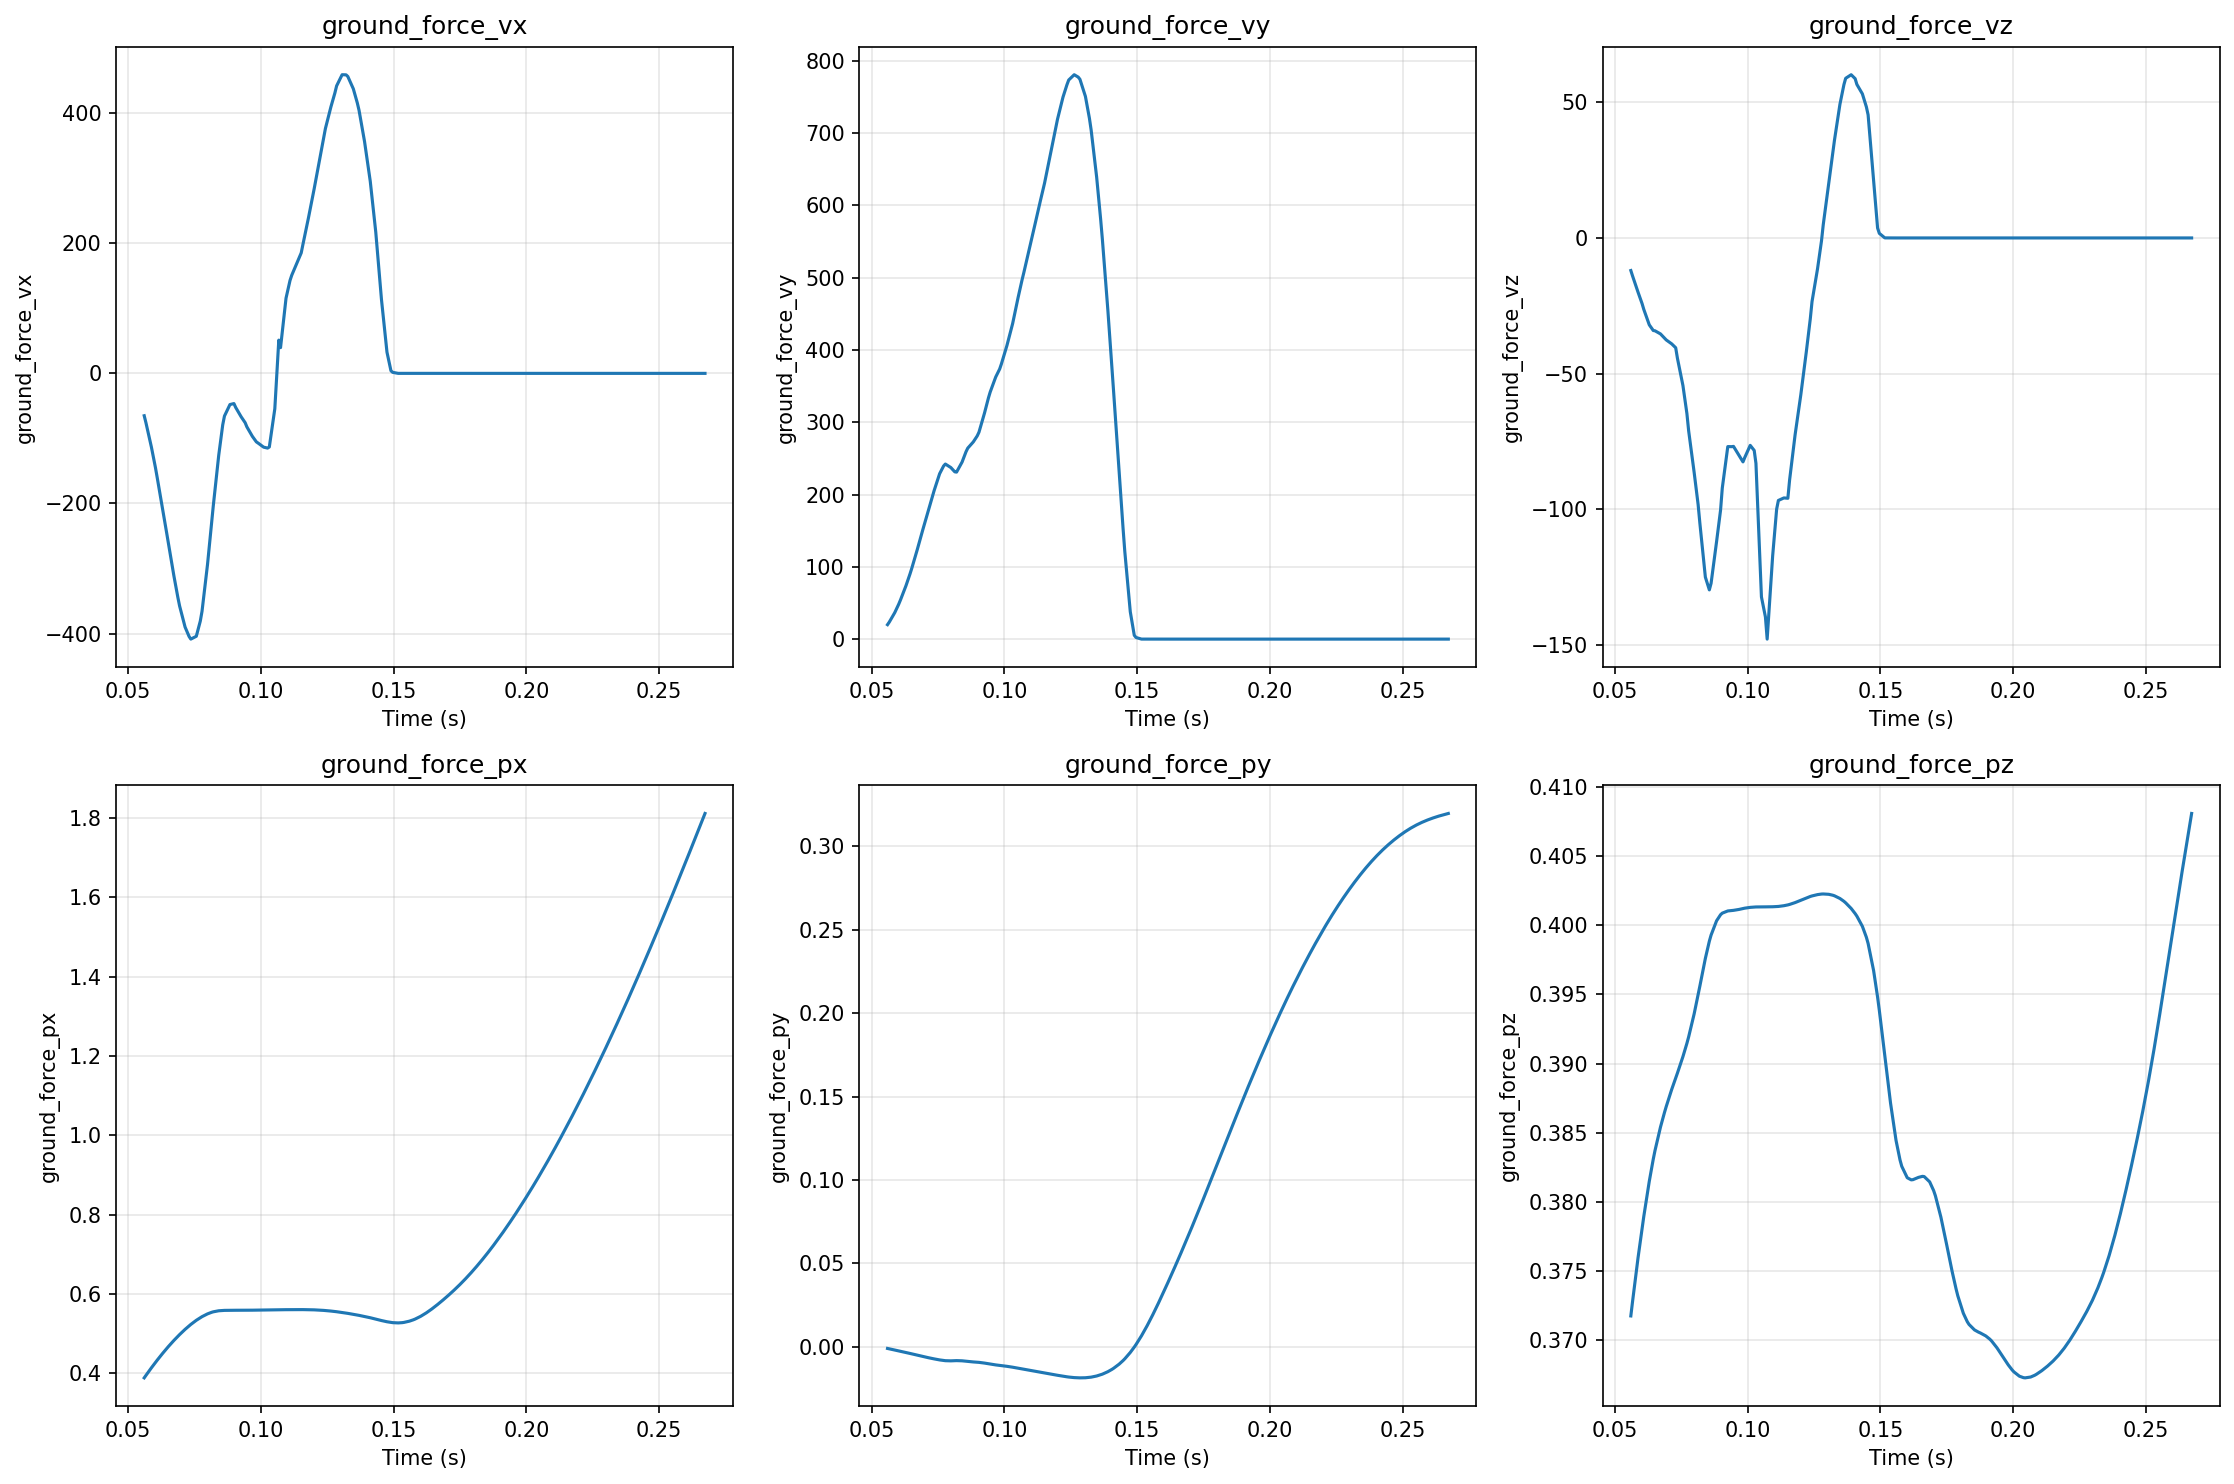 ground_force_vx
400
200
0
−200
−400
ground_force_vx
0.05 0.10 0.15 0.20 0.25
Time (s)
ground_force_vy
800
700
600
500
400
300
200
100
0
ground_force_vy
0.05 0.10 0.15 0.20 0.25
Time (s)
ground_force_vz
50
0
−50
−100
−150
ground_force_vz
0.05 0.10 0.15 0.20 0.25
Time (s)
ground_force_px
1.8
1.6
1.4
1.2
1.0
0.8
0.6
0.4
ground_force_px
0.05 0.10 0.15 0.20 0.25
Time (s)
ground_force_py
0.30
0.25
0.20
0.15
0.10
0.05
0.00
ground_force_py
0.05 0.10 0.15 0.20 0.25
Time (s)
ground_force_pz
0.410
0.405
0.400
0.395
0.390
0.385
0.380
0.375
0.370
ground_force_pz
0.05 0.10 0.15 0.20 0.25
Time (s)